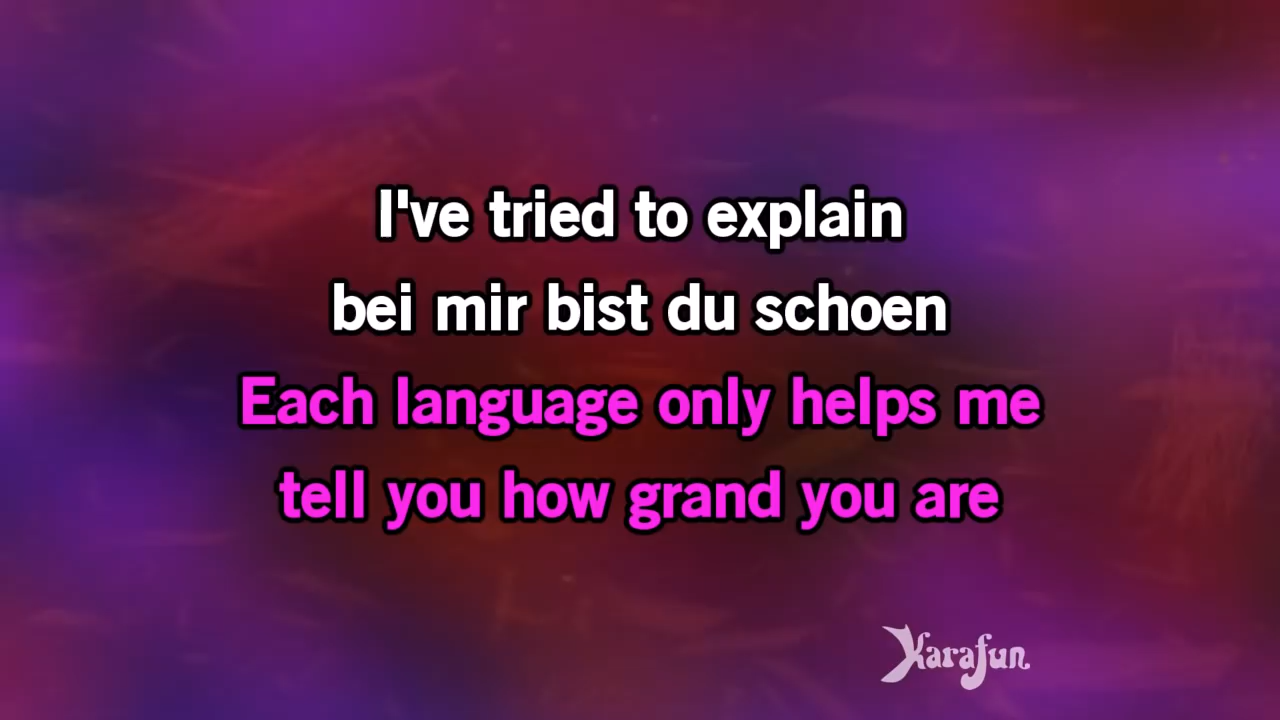 I've tried to explain
bei mir bist du schoen
Each language only helps me
tell you how grand you are
Karafun